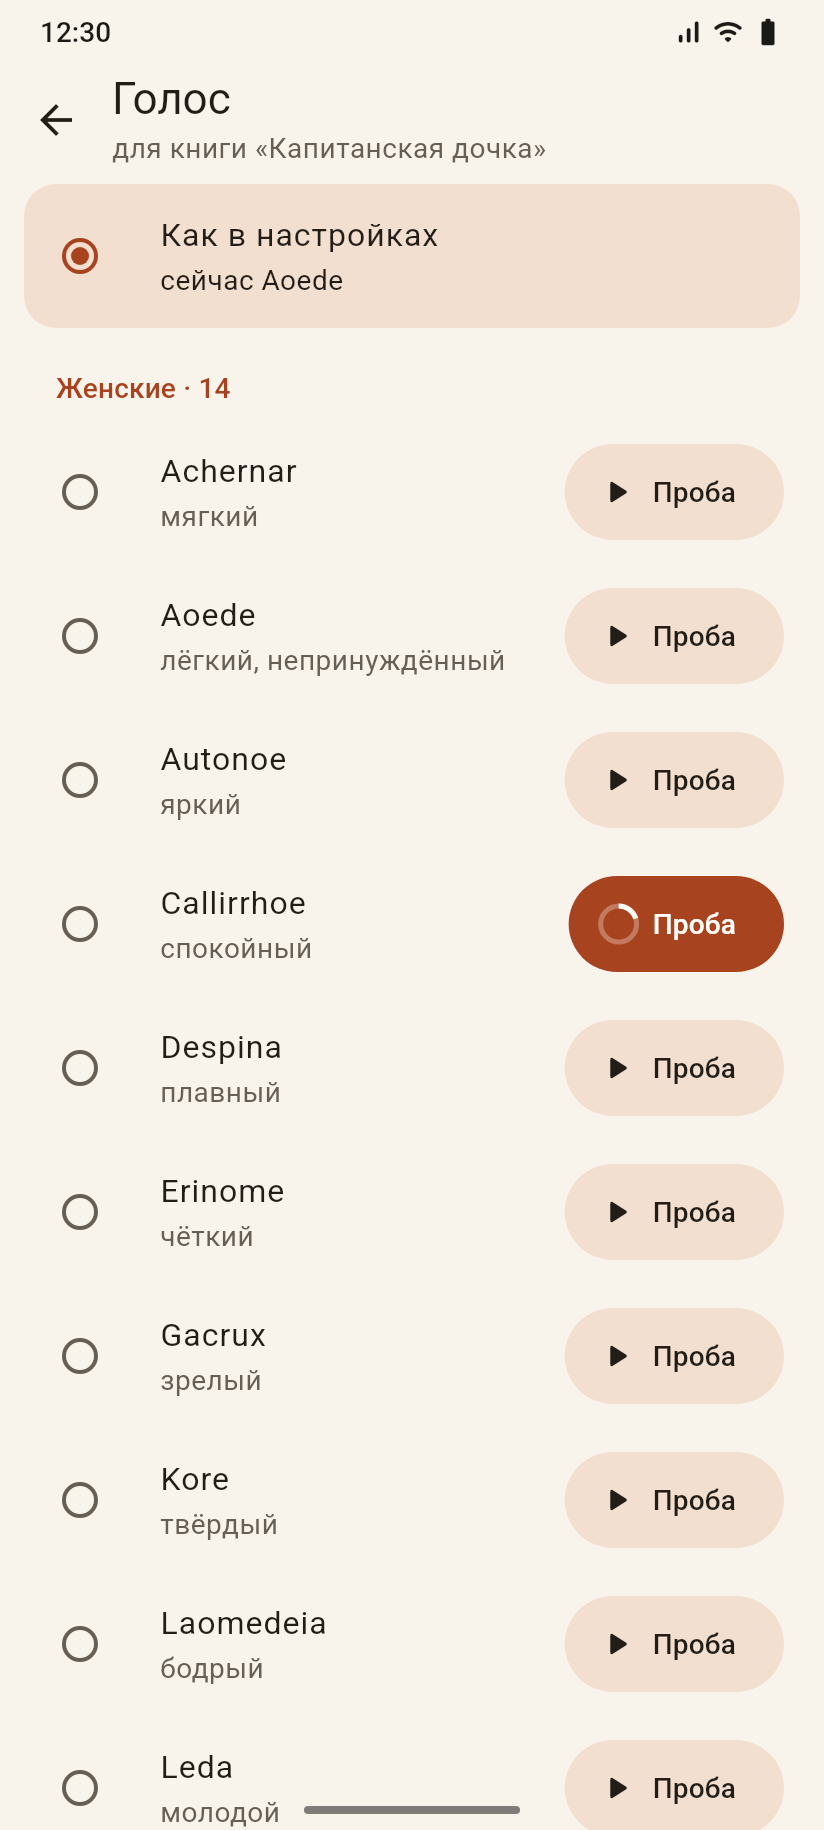 12:30
Голос
для книги «Капитанская дочка»
Как в настройках
сейчас Aoede
Женские · 14
Achernar
мягкий
Проба
Aoede
лёгкий, непринуждённый
Проба
Autonoe
яркий
Проба
Callirrhoe
спокойный
Проба
Despina
плавный
Проба
Erinome
чёткий
Проба
Gacrux
зрелый
Проба
Kore
твёрдый
Проба
Laomedeia
бодрый
Проба
Leda
молодой
Проба